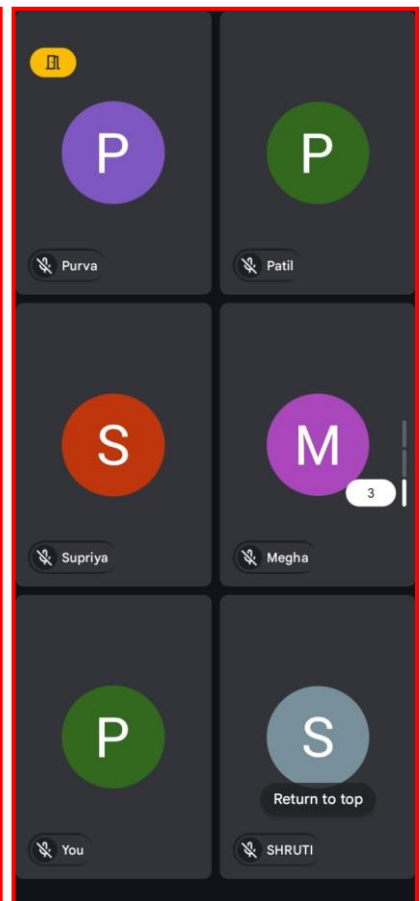 P
P
Purva
Patil
S
M
3
Supriya
Megha
P
S
Return to top
You
SHRUTI